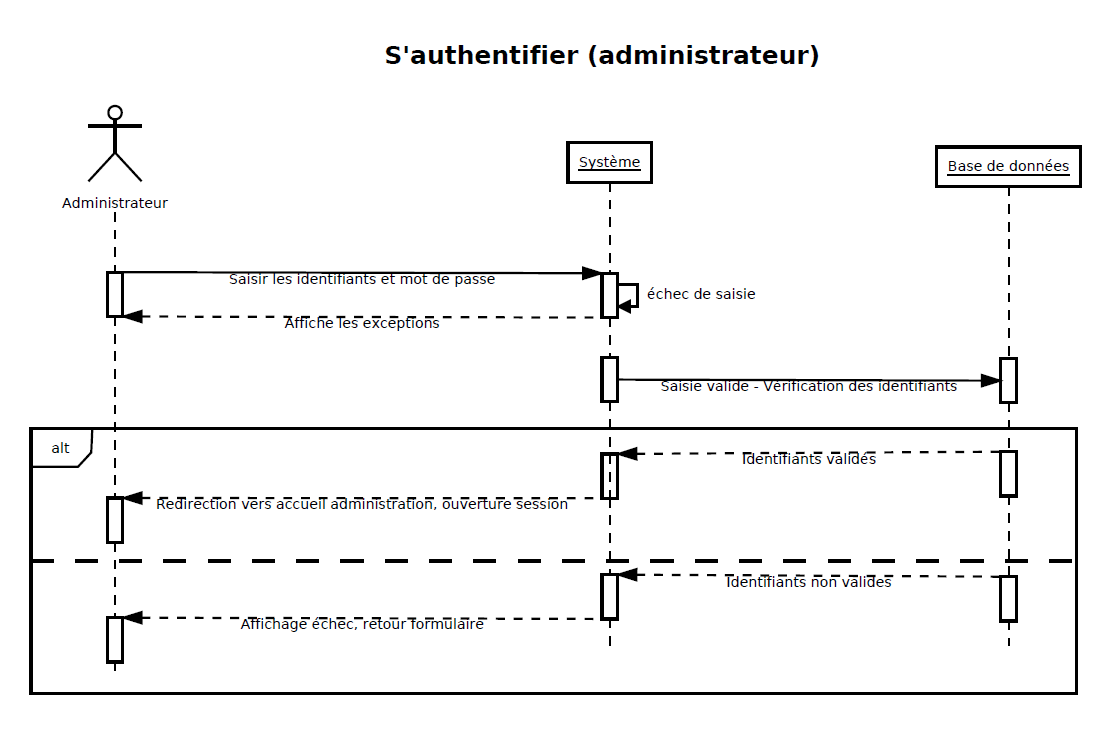 S'authentifier (administrateur)
Système
Base de données
Administrateur
Saisir les identifiants et mot de passe
échec de saisie
Affiche les exceptions
Saisie valide - Vérification des identifiants
alt
Identifiants valides
Redirection vers accueil administration, ouverture session
Identifiants non valides
Affichage échec, retour formulaire